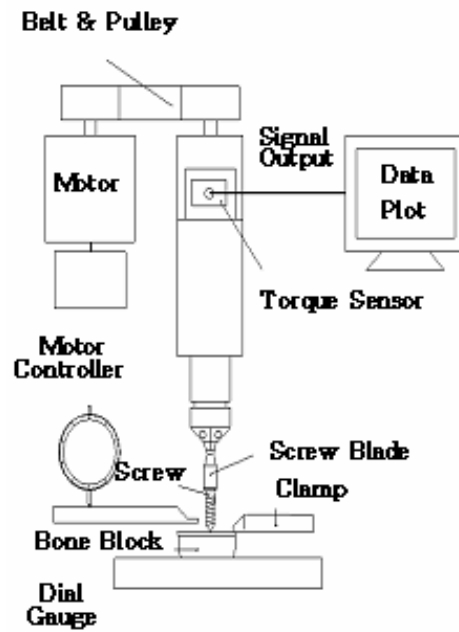 Belt & Pulley
Signal
Output
Motor
Data
Plot
Torque Sensor
Motor
Controller
Screw Blade
Screw
Clamp
Bone Block
Dial
Gauge